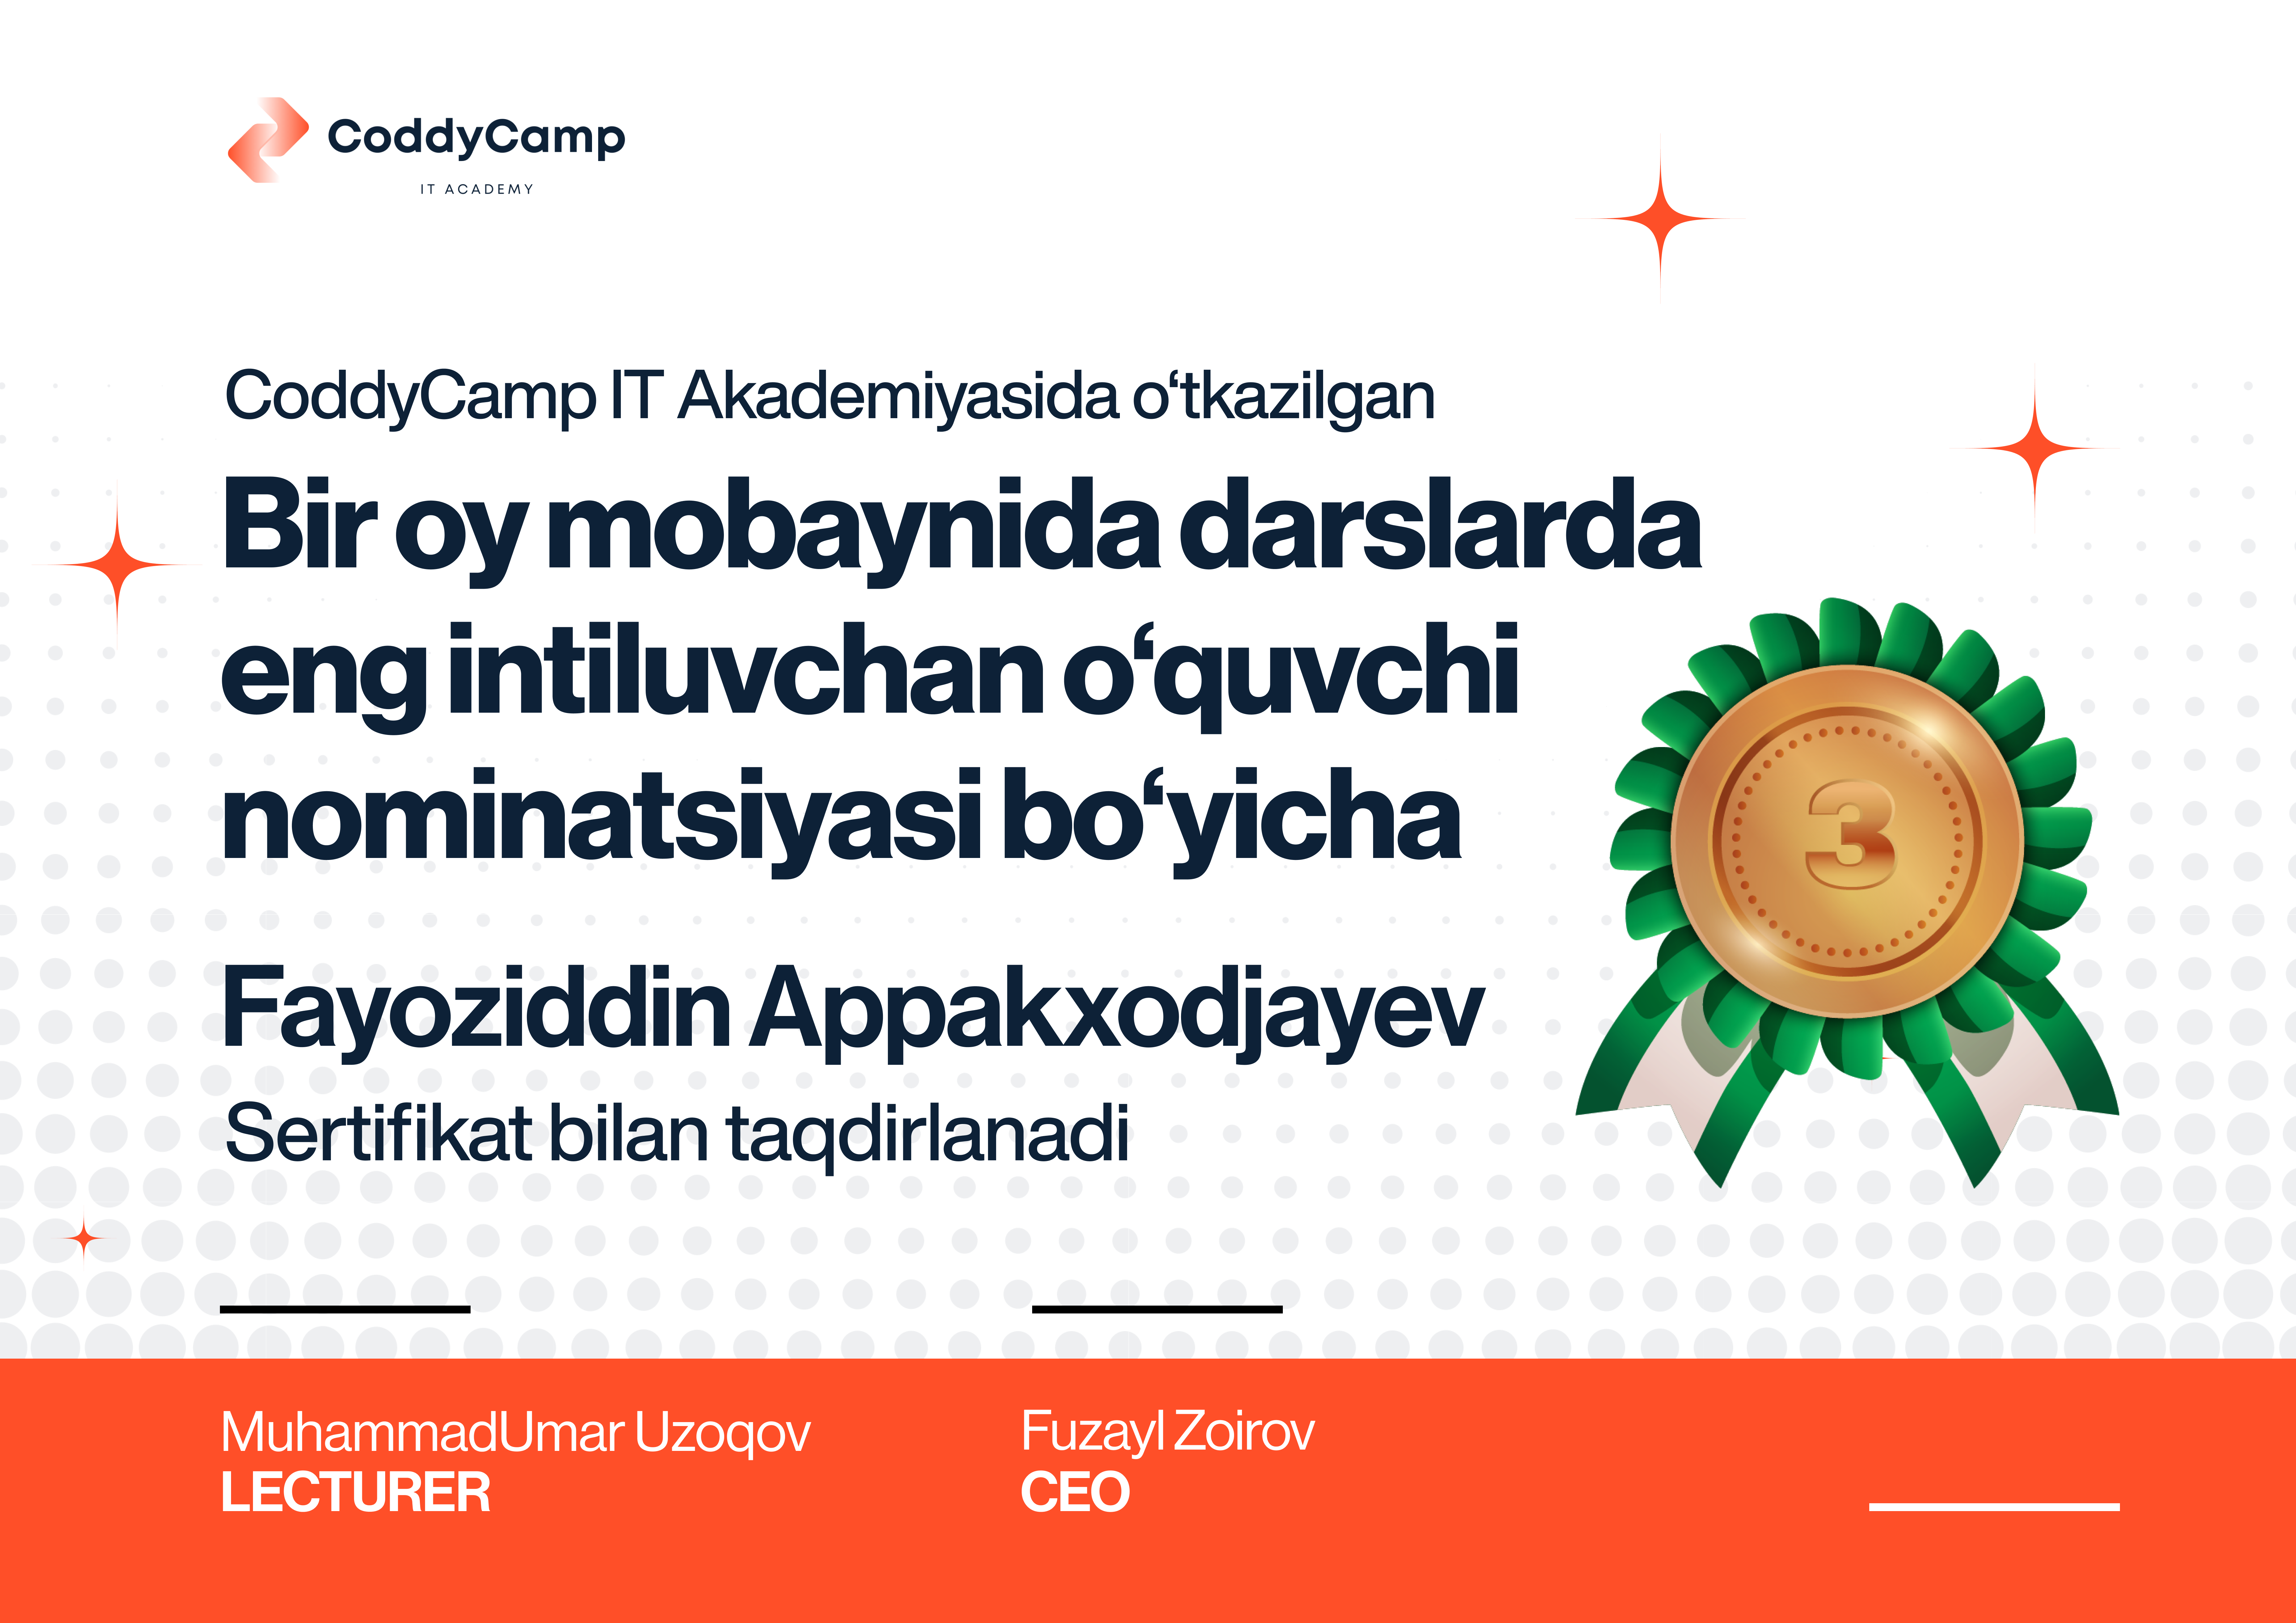 CoddyCamp
IT ACADEMY
CoddyCamp IT Akademiyasida o‘tkazilgan
Bir oy mobaynida darslarda
eng intiluvchan o‘quvchi
nominatsiyasi bo‘yicha
3
Fayoziddin Appakxodjayev
Sertifikat bilan taqdirlanadi
MuhammadUmar Uzoqov
LECTURER
Fuzayl Zoirov
CEO